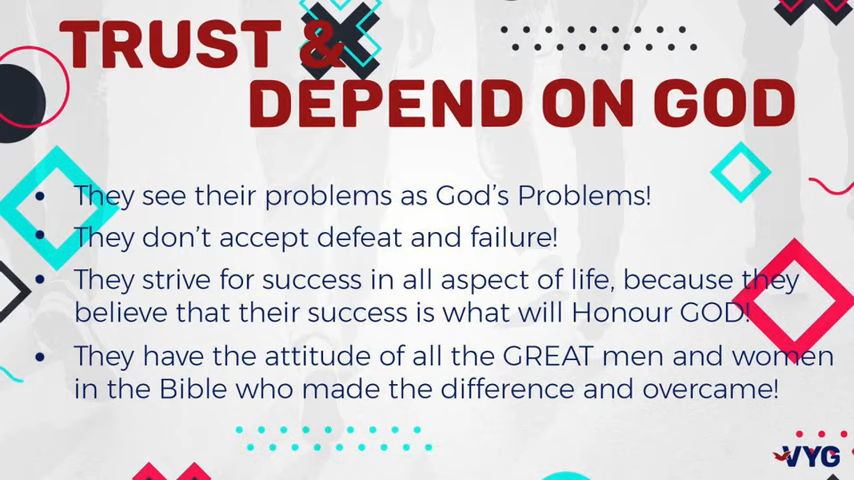 TRUST &
DEPEND ON GOD
• They see their problems as God's Problems!
• They don't accept defeat and failure!
• They strive for success in all aspect of life, because they
believe that their success is what will Honour GOD!
• They have the attitude of all the GREAT men and women
in the Bible who made the difference and overcame!
VYG